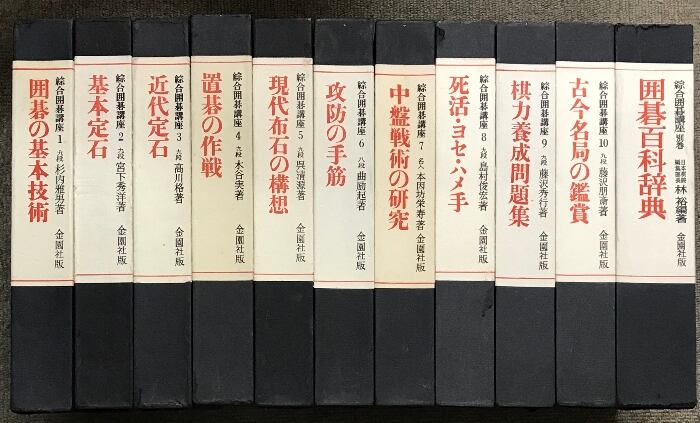 囲碁の基本技術
綜合囲碁講座 1 九段 杉内雅男著 金園社版
基本定石
綜合囲碁講座 2 九段 宮下秀洋著 金園社版
近代定石
綜合囲碁講座 3 九段 高川格著 金園社版
置碁の作戦
綜合囲碁講座 4 九段 木谷実著 金園社版
現代布石の構想
綜合囲碁講座 5 九段 呉清源著 金園社版
攻防の手筋
綜合囲碁講座 6 八段 曲励起著 金園社版
中盤戦術の研究
綜合囲碁講座 7 名人 本因坊栄寿著 金園社版
死活・ヨセ・ハメ手
綜合囲碁講座 8 九段 島村俊宏著 金園社版
棋力養成問題集
綜合囲碁講座 9 九段 藤沢秀行著 金園社版
古今名局の鑑賞
綜合囲碁講座 10 九段 藤沢朋斎著 金園社版
囲碁百科辞典
綜合囲碁講座 別巻 日本棋院 林裕編著 金園社版